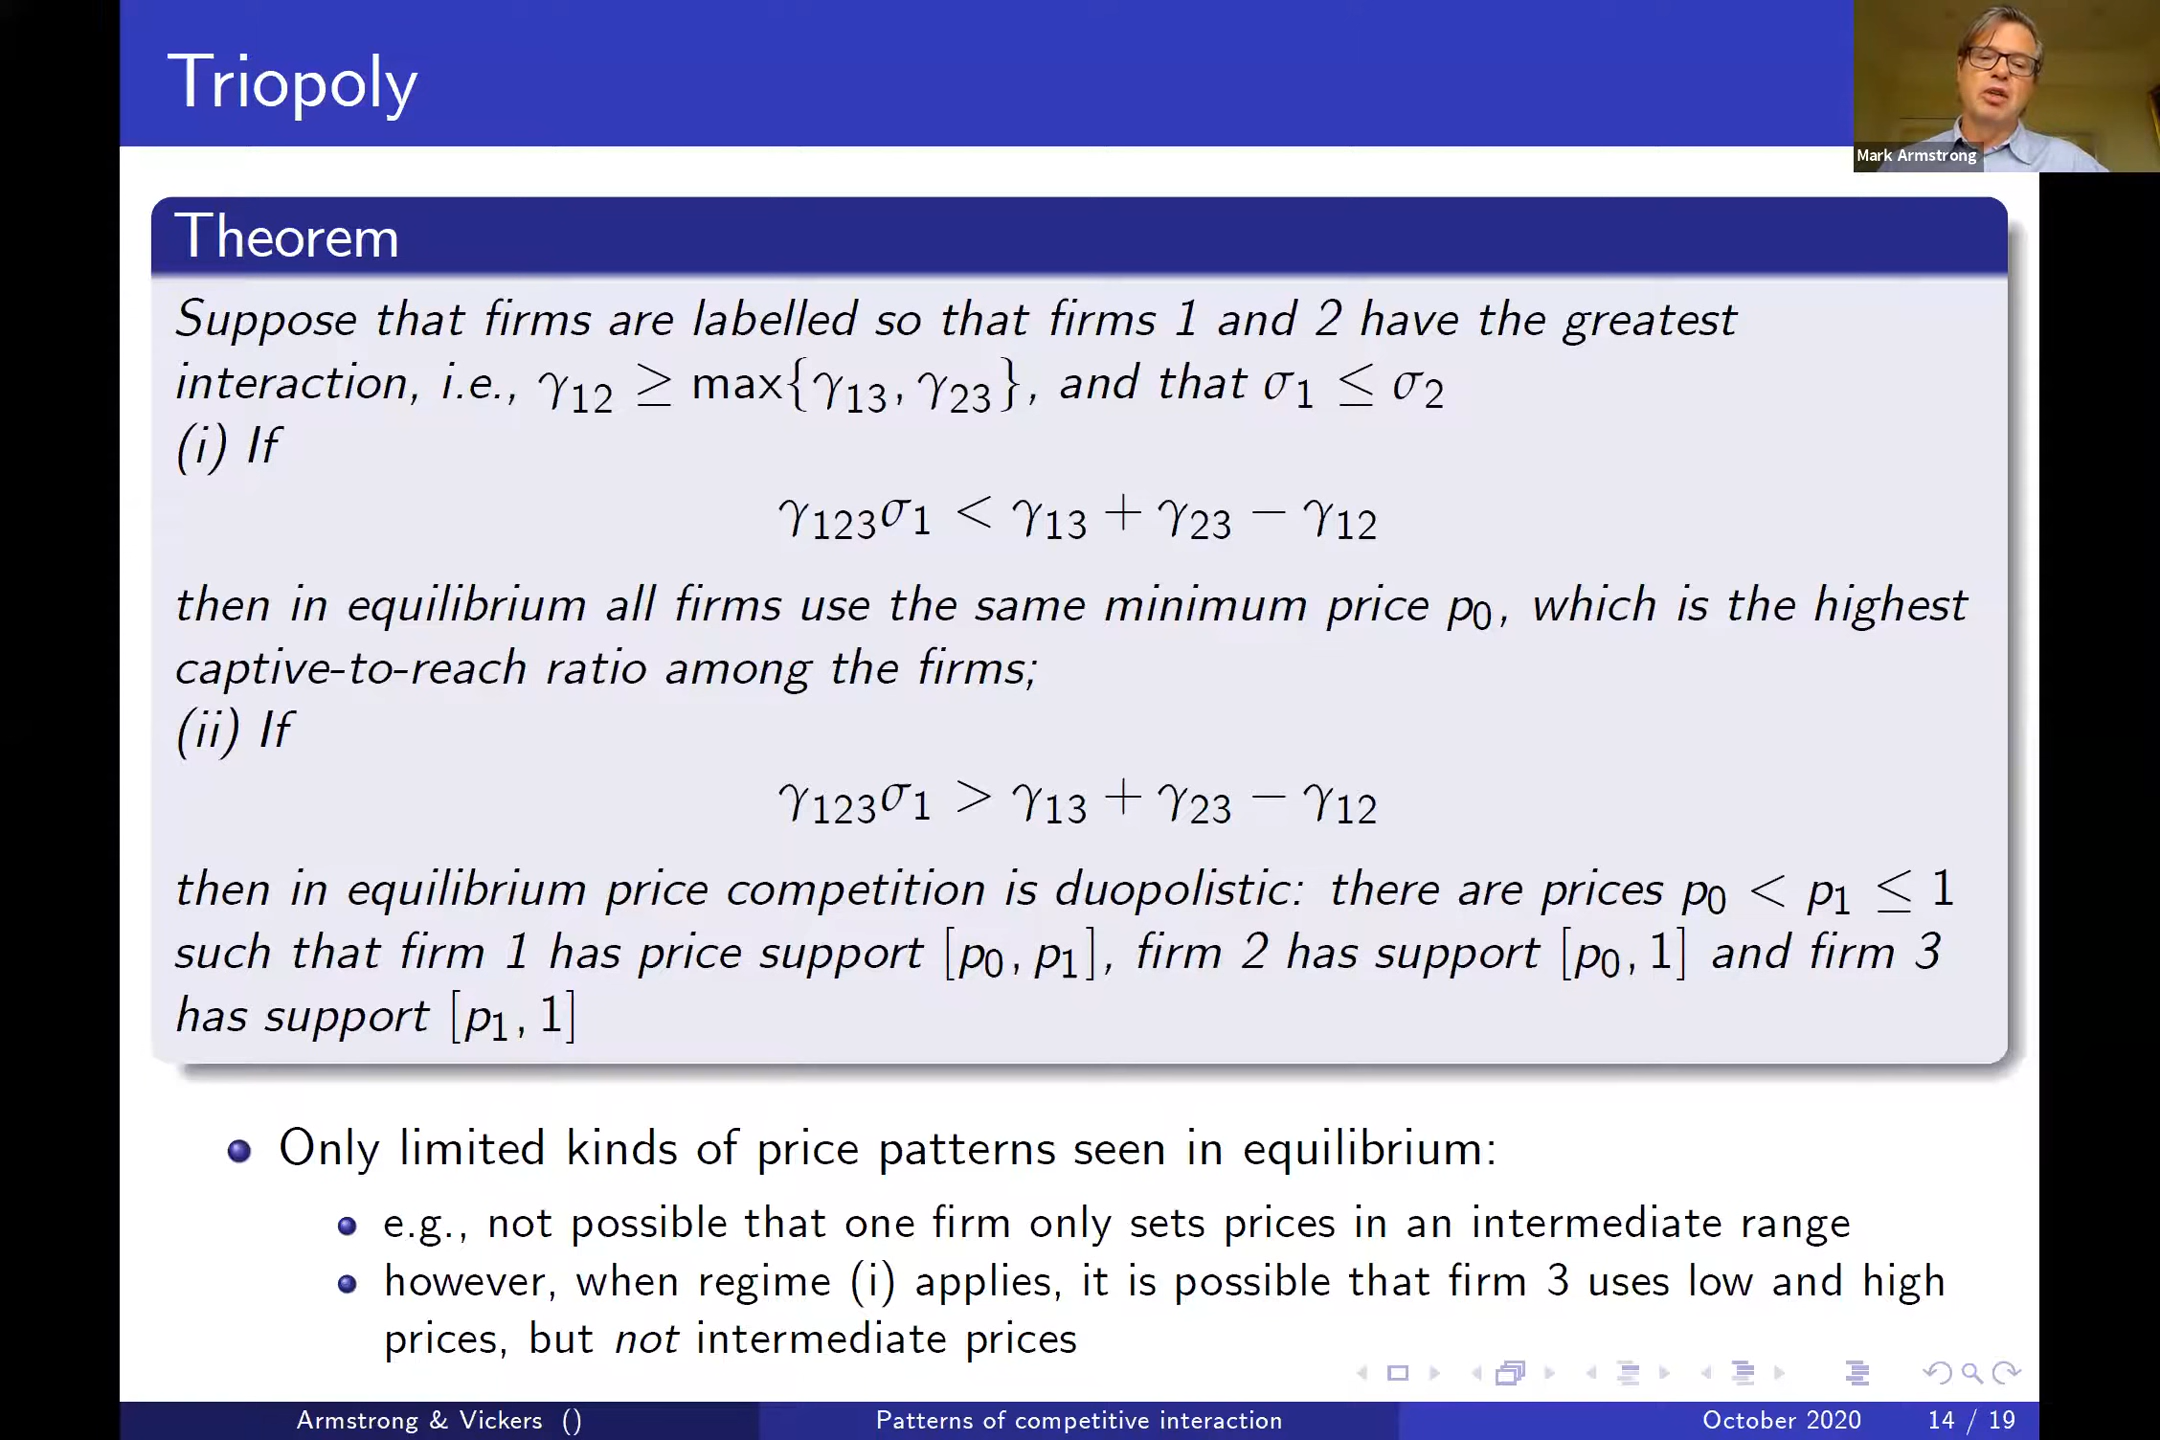 Triopoly
Mark Armstrong
Theorem
Suppose that firms are labelled so that firms 1 and 2 have the greatest
interaction, i.e., γ₁₂ ≥ max{γ₁₃, γ₂₃}, and that σ₁ ≤ σ₂
(i) If
γ₁₂₃σ₁ < γ₁₃ + γ₂₃ − γ₁₂
then in equilibrium all firms use the same minimum price p₀, which is the highest
captive-to-reach ratio among the firms;
(ii) If
γ₁₂₃σ₁ > γ₁₃ + γ₂₃ − γ₁₂
then in equilibrium price competition is duopolistic: there are prices p₀ < p₁ ≤ 1
such that firm 1 has price support [p₀, p₁], firm 2 has support [p₀, 1] and firm 3
has support [p₁, 1]
Only limited kinds of price patterns seen in equilibrium:
e.g., not possible that one firm only sets prices in an intermediate range
however, when regime (i) applies, it is possible that firm 3 uses low and high
prices, but not intermediate prices
Armstrong & Vickers () Patterns of competitive interaction October 2020 14 / 19